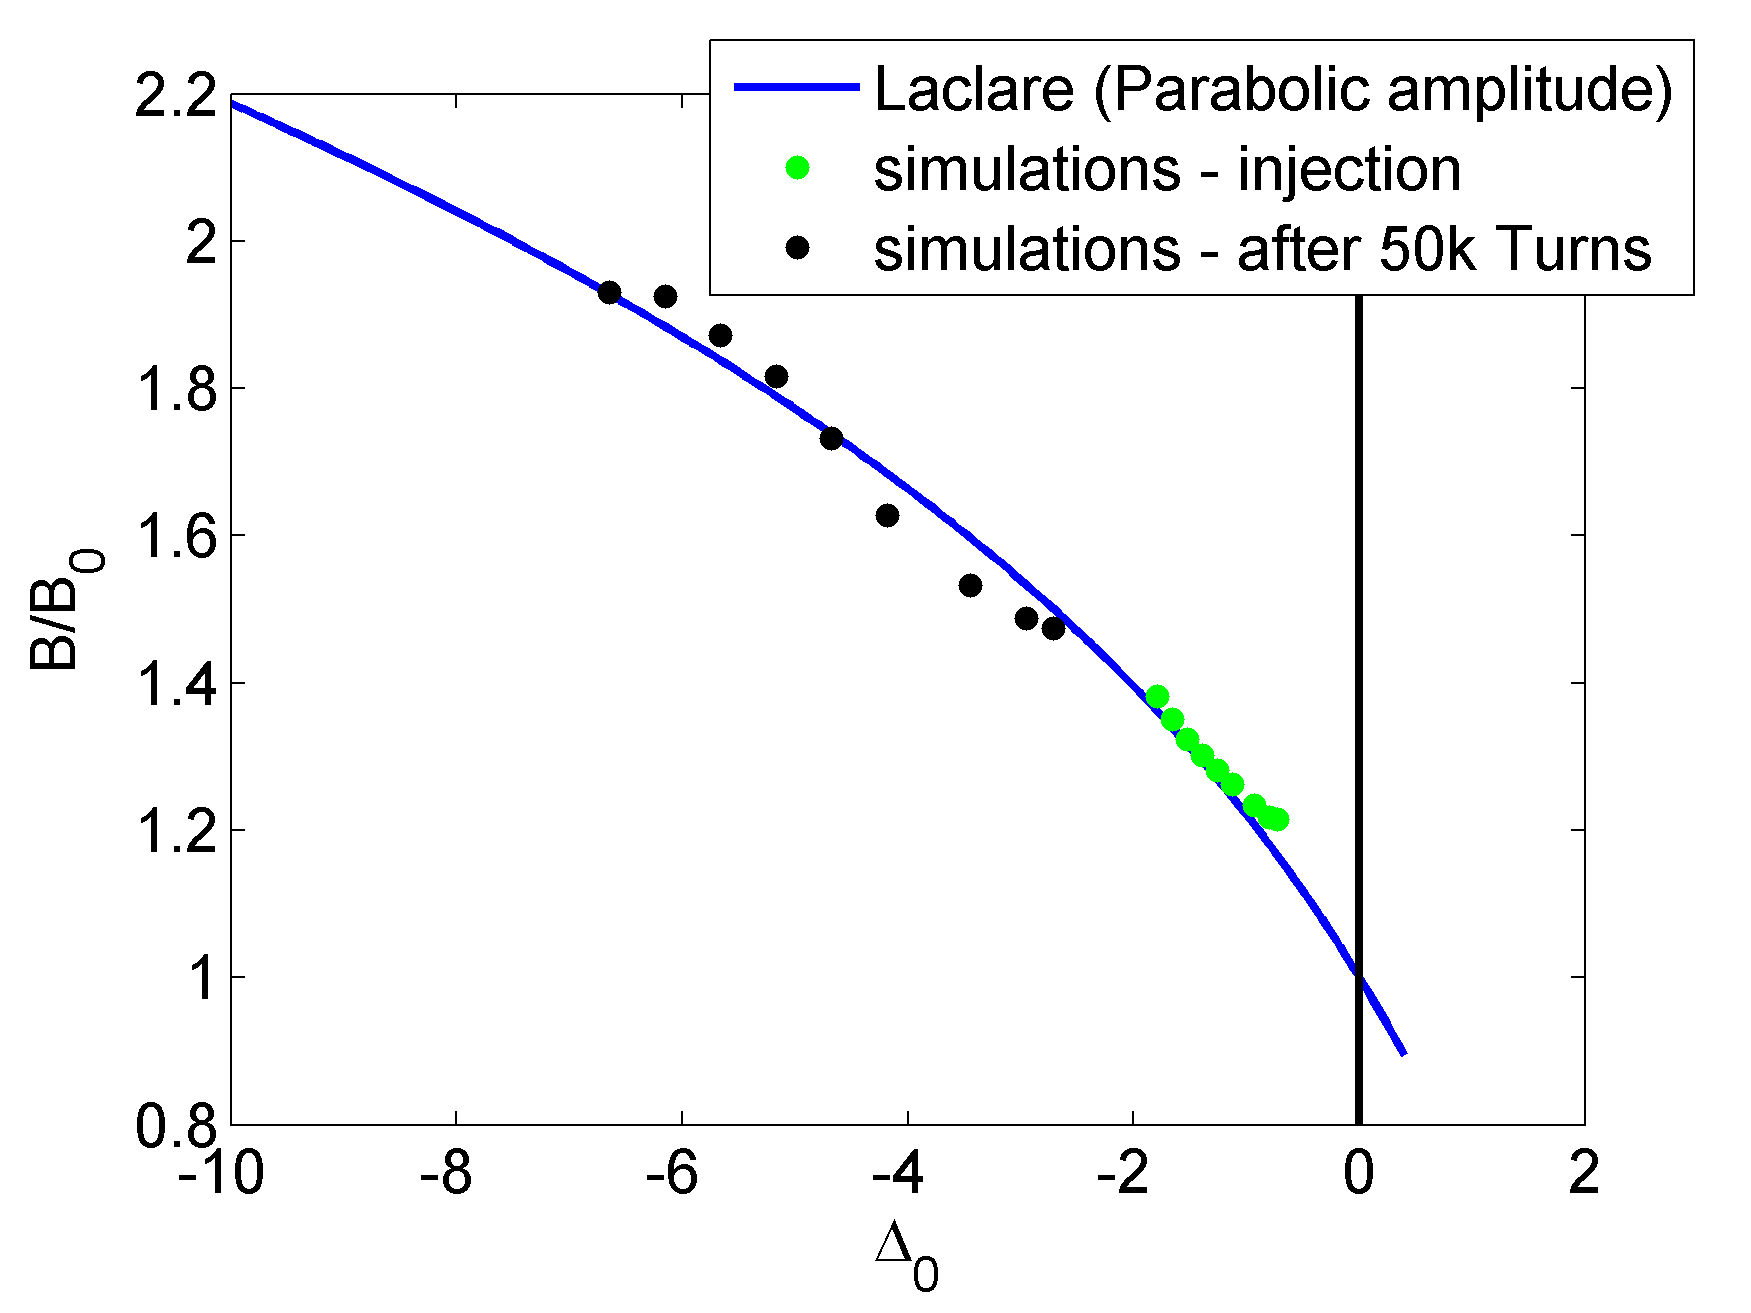 Laclare (Parabolic amplitude)
simulations - injection
simulations - after 50k Turns
2.2
2
1.8
1.6
1.4
1.2
1
0.8
B/B₀
-10 -8 -6 -4 -2 0 2
Δ₀